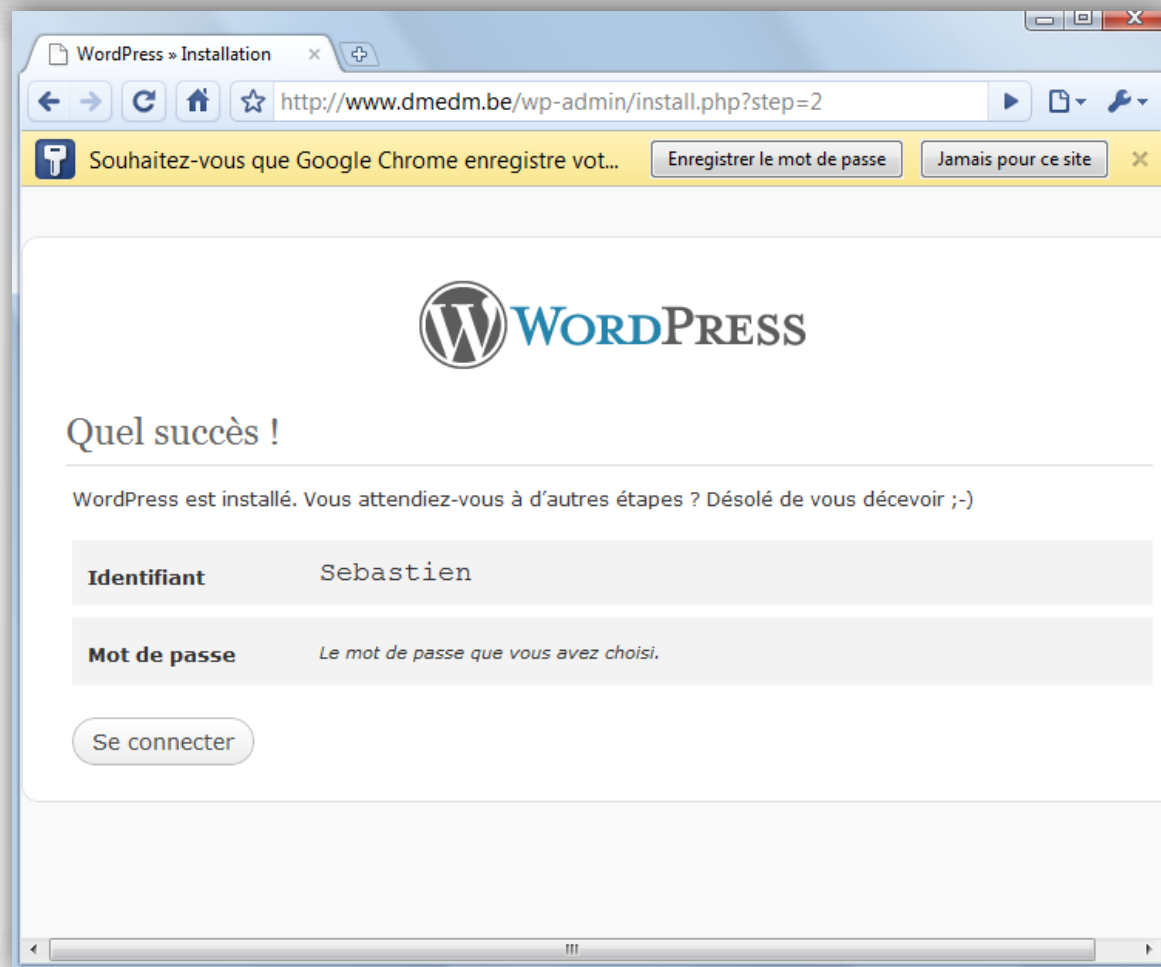 WordPress » Installation
http://www.dmedm.be/wp-admin/install.php?step=2
Souhaitez-vous que Google Chrome enregistre vot... Enregistrer le mot de passe Jamais pour ce site
WORDPRESS
Quel succès !
WordPress est installé. Vous attendiez-vous à d’autres étapes ? Désolé de vous décevoir ;-)
Identifiant Sebastien
Mot de passe Le mot de passe que vous avez choisi.
Se connecter